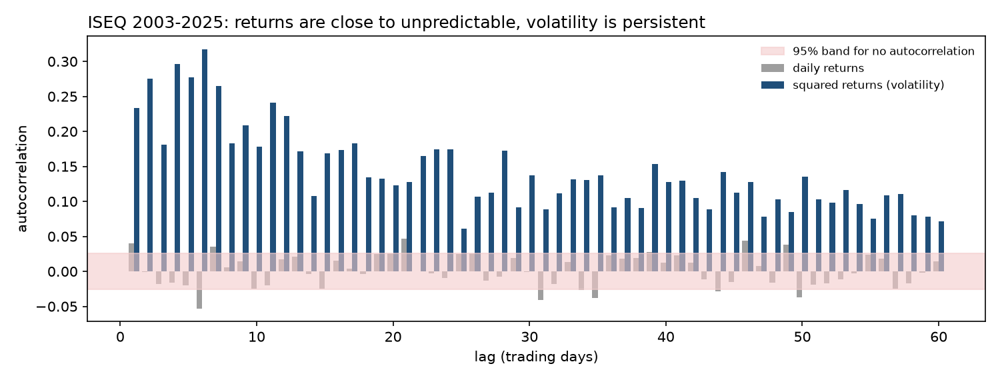 ISEQ 2003-2025: returns are close to unpredictable, volatility is persistent
95% band for no autocorrelation
daily returns
squared returns (volatility)
autocorrelation
0.30
0.25
0.20
0.15
0.10
0.05
0.00
−0.05
0 10 20 30 40 50 60
lag (trading days)